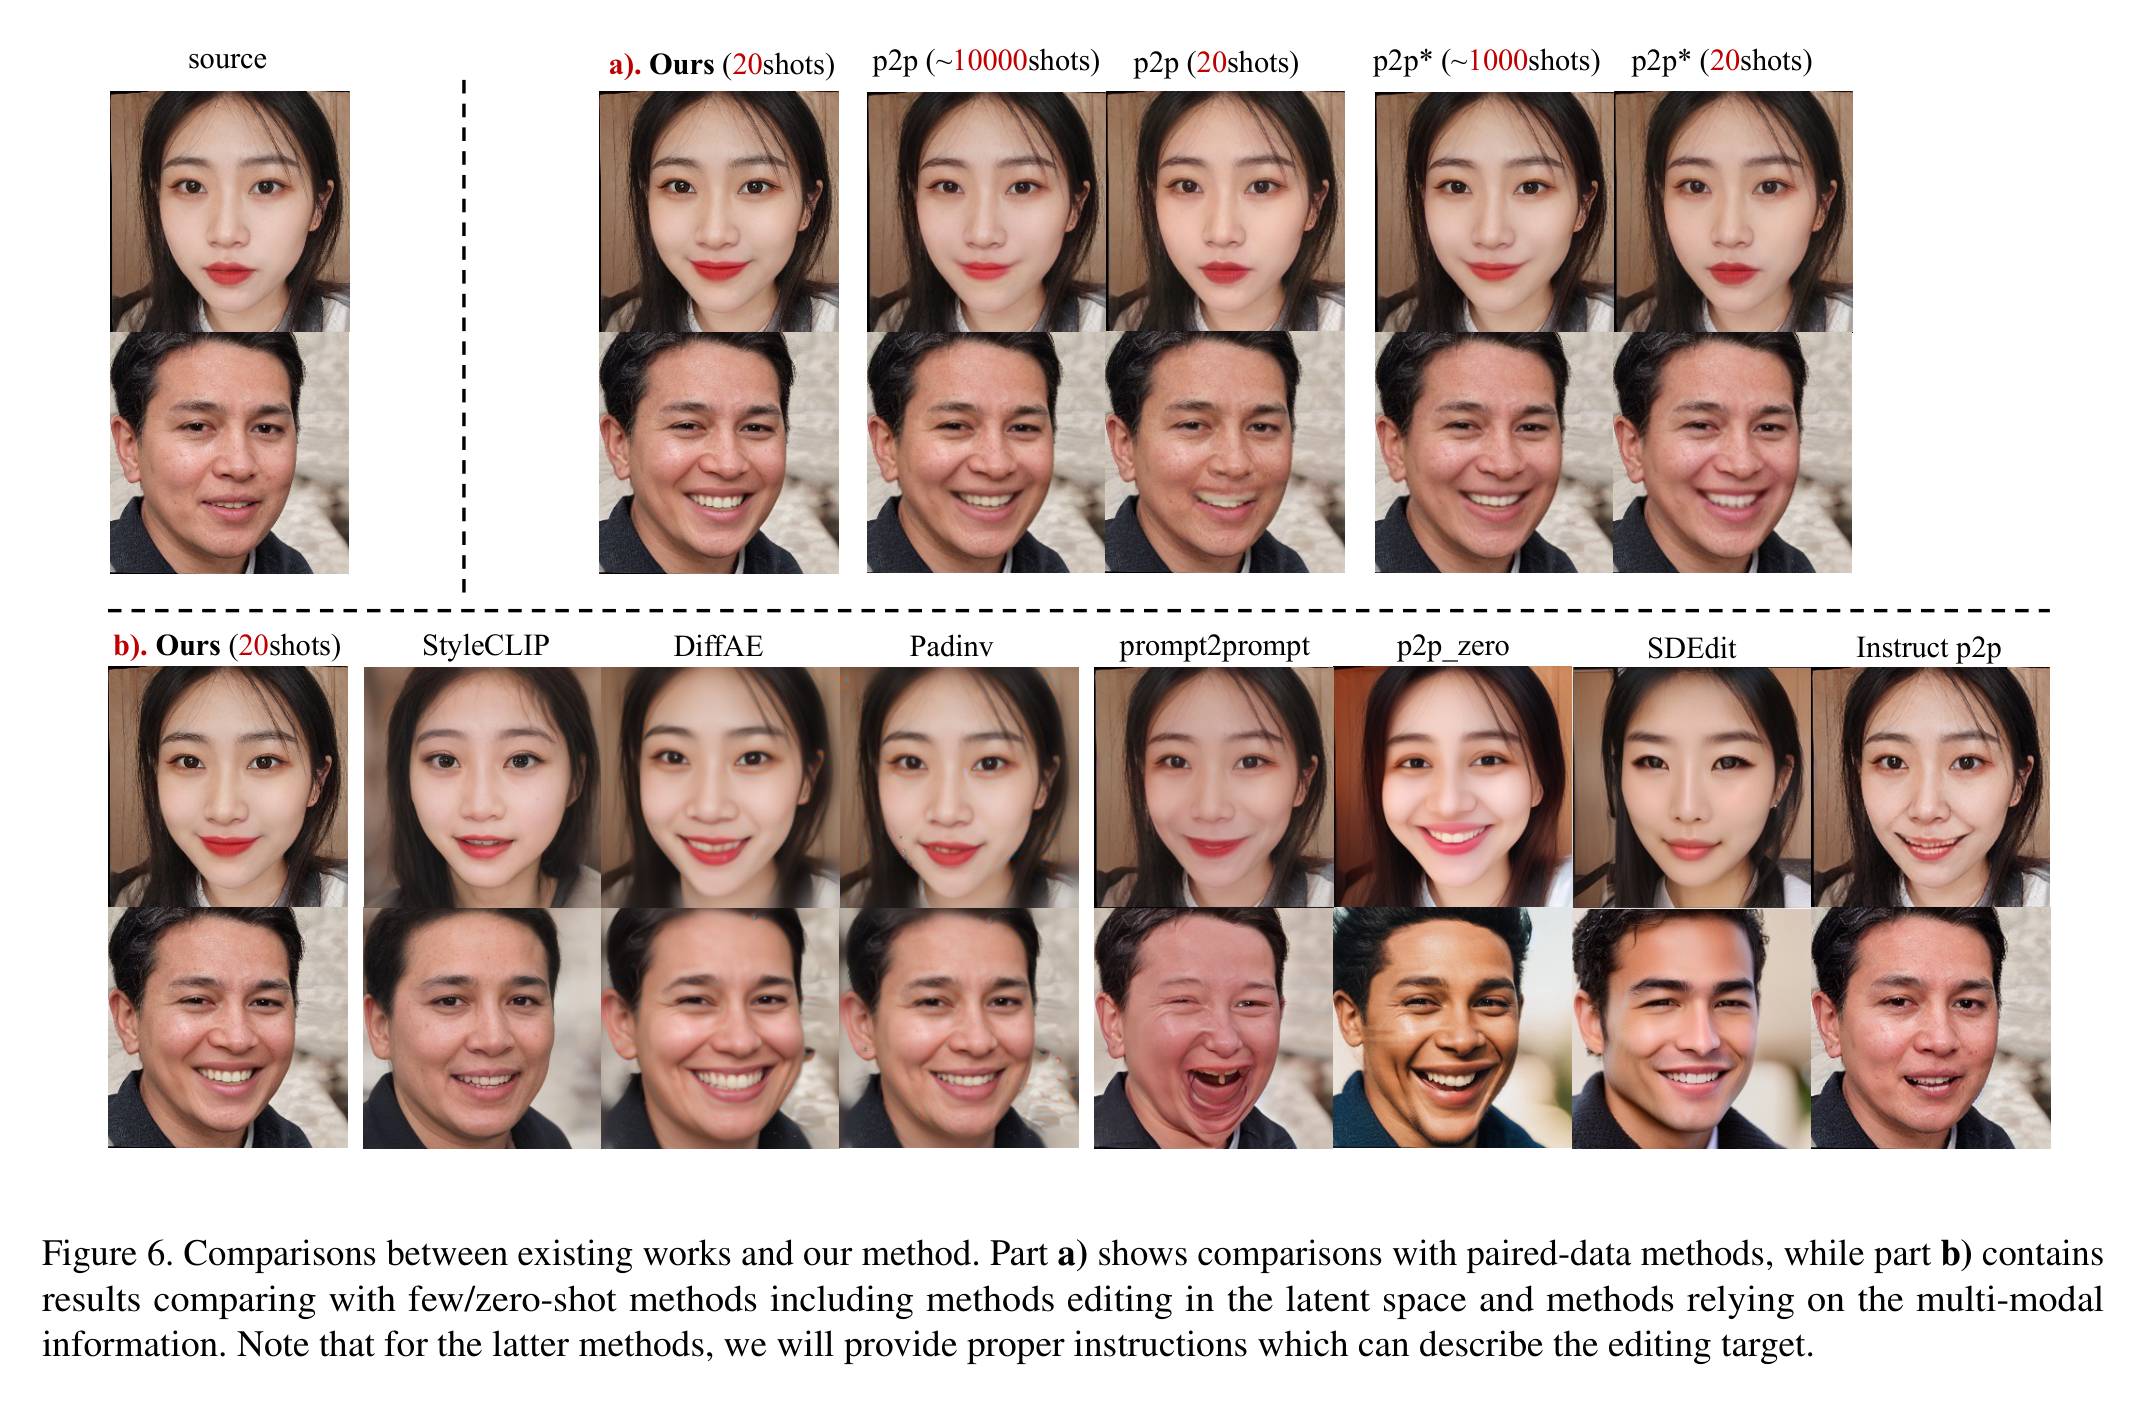 source
a). Ours (20shots)
p2p (~10000shots)
p2p (20shots)
p2p* (~1000shots)
p2p* (20shots)
b). Ours (20shots)
StyleCLIP
DiffAE
Padinv
prompt2prompt
p2p_zero
SDEdit
Instruct p2p
Figure 6. Comparisons between existing works and our method. Part a) shows comparisons with paired-data methods, while part b) contains
results comparing with few/zero-shot methods including methods editing in the latent space and methods relying on the multi-modal
information. Note that for the latter methods, we will provide proper instructions which can describe the editing target.